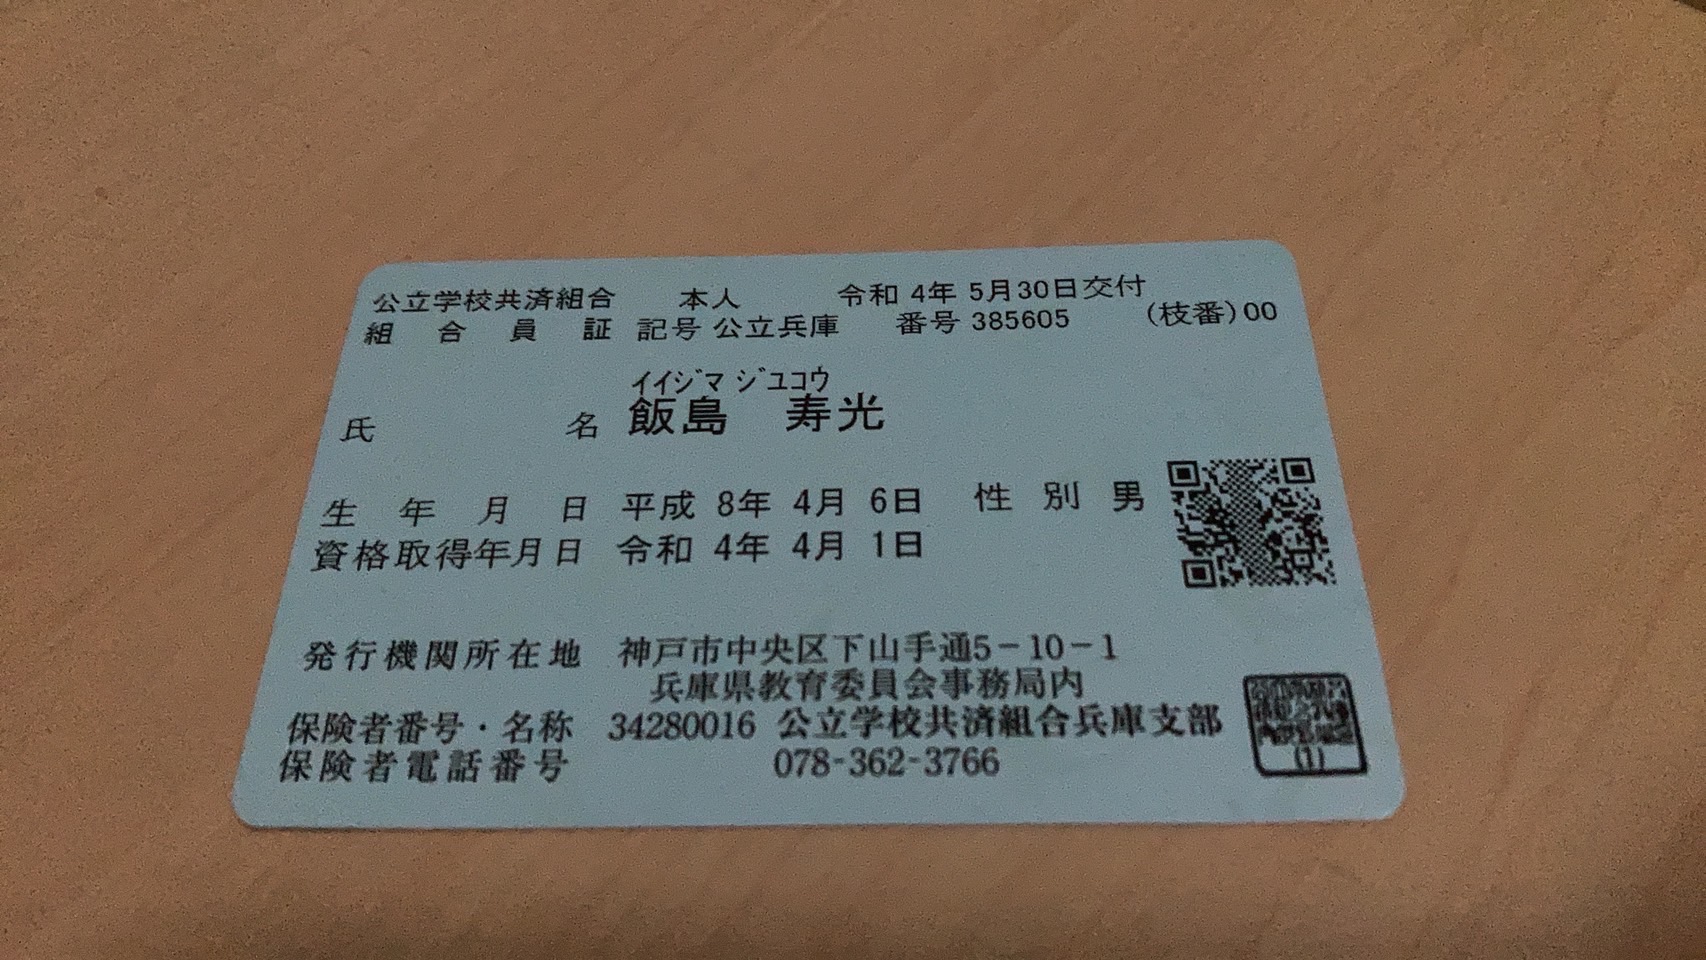 公立学校共済組合 本人 令和 4年 5月30日交付
組合員証 記号 公立兵庫 番号 385605 (枝番)00
イイジマ ジユコウ
氏名 飯島 寿光
生年月日 平成 8年 4月 6日 性別 男
資格取得年月日 令和 4年 4月 1日
発行機関所在地 神戸市中央区下山手通5-10-1
兵庫県教育委員会事務局内
保険者番号・名称 34280016 公立学校共済組合兵庫支部
保険者電話番号 078-362-3766
(1)